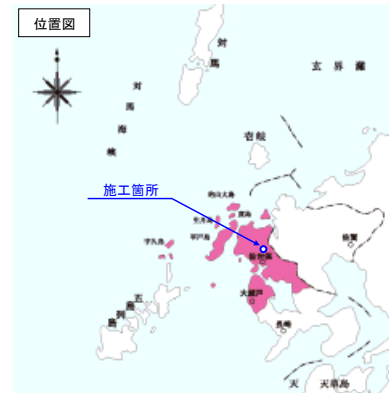 位置図
対馬
玄界灘
対馬海峡
壱岐
的山大島
施工箇所
生月島
度島
平戸島
宇久島
佐世保
佐賀
大瀬戸
五島列島
長崎
天
天草島